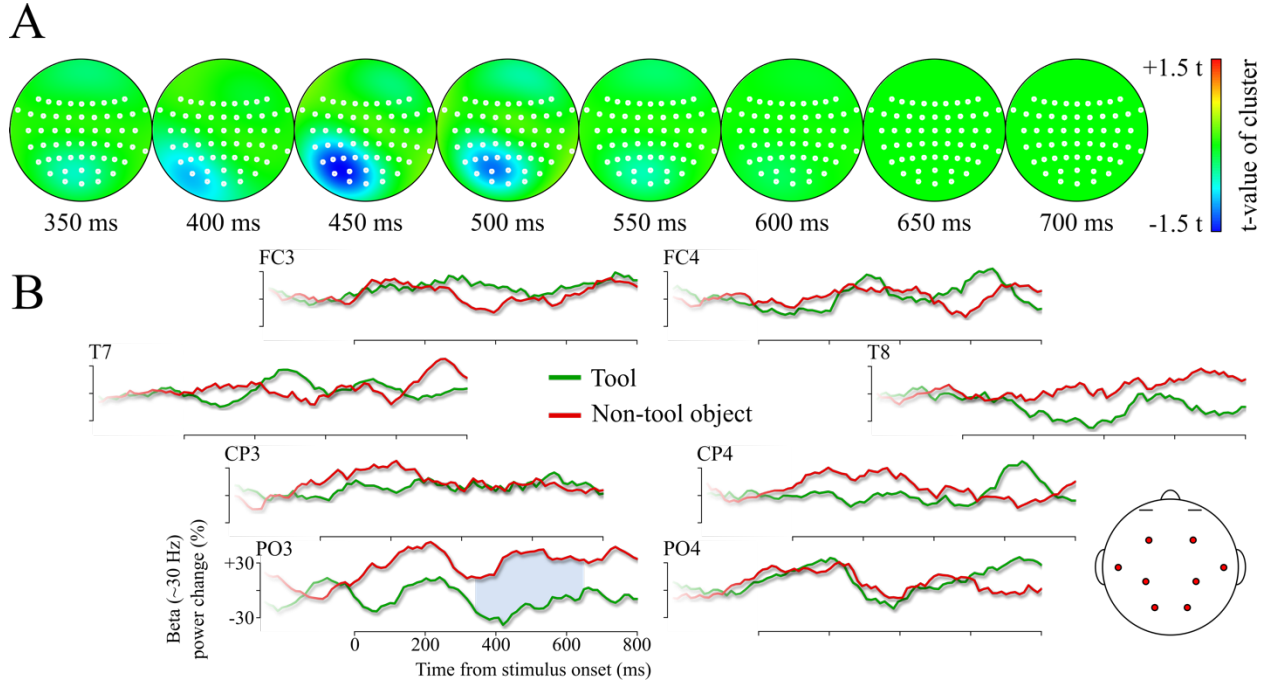 A
+1.5 t
-1.5 t
t-value of cluster
350 ms
400 ms
450 ms
500 ms
550 ms
600 ms
650 ms
700 ms
B
FC3
FC4
T7
T8
Tool
Non-tool object
CP3
CP4
PO3
PO4
Beta (~30 Hz)
power change (%)
+30
-30
0
200
400
600
800
Time from stimulus onset (ms)